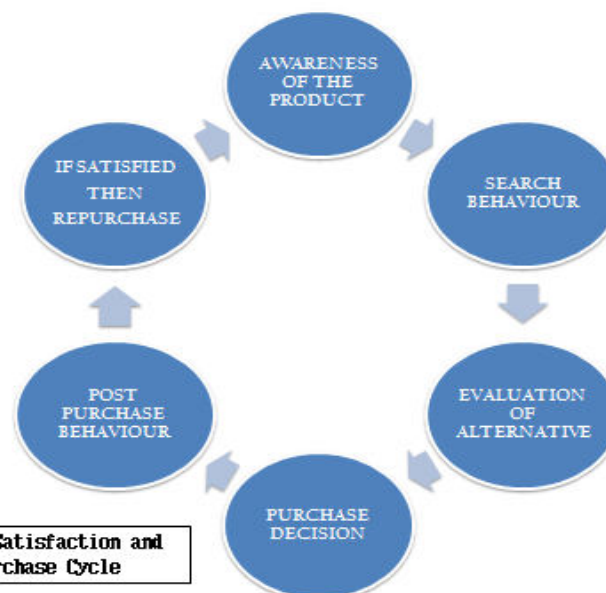 AWARENESS
OF THE
PRODUCT
SEARCH
BEHAVIOUR
EVALUATION
OF
ALTERNATIVE
PURCHASE
DECISION
POST
PURCHASE
BEHAVIOUR
IF SATISFIED
THEN
REPURCHASE
Satisfaction and
Cycle